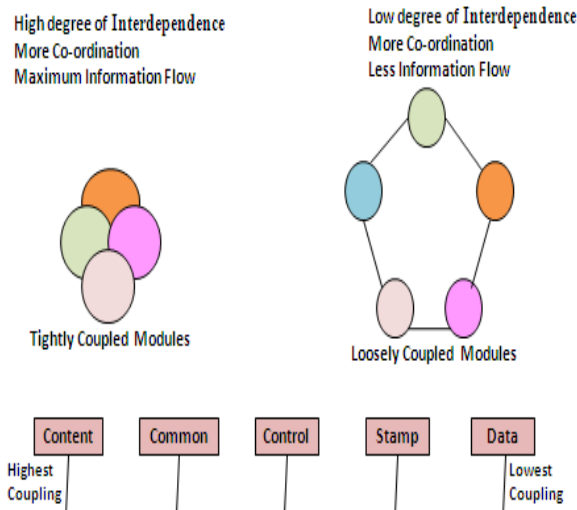 High degree of Interdependence
More Co-ordination
Maximum Information Flow
Low degree of Interdependence
More Co-ordination
Less Information Flow
Tightly Coupled Modules
Loosely Coupled Modules
Content
Common
Control
Stamp
Data
Highest
Coupling
Lowest
Coupling